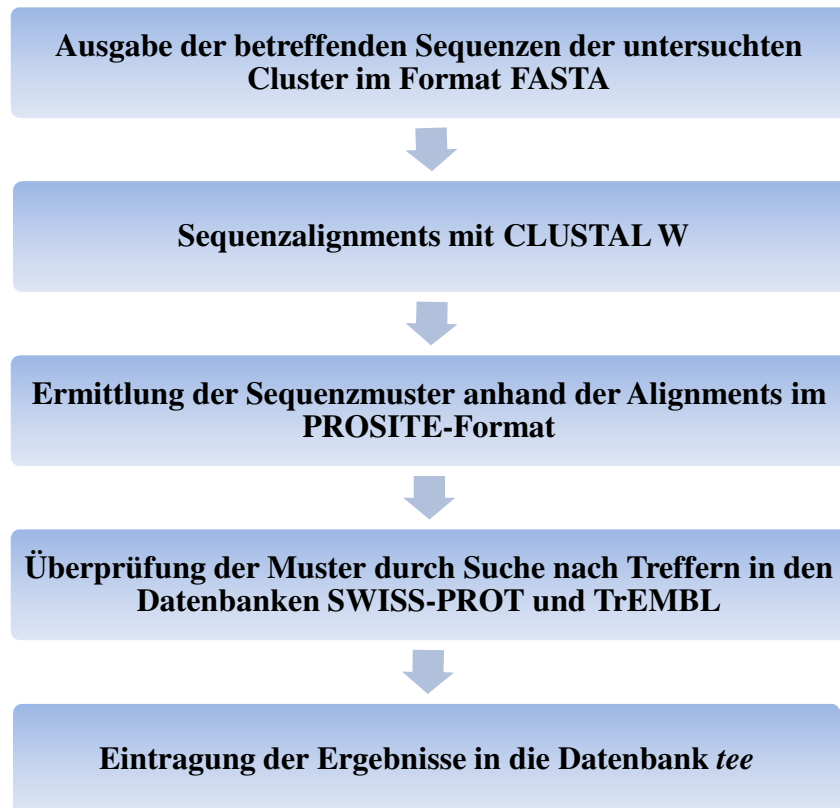 Ausgabe der betreffenden Sequenzen der untersuchten
Cluster im Format FASTA
Sequenzalignments mit CLUSTAL W
Ermittlung der Sequenzmuster anhand der Alignments im
PROSITE-Format
Überprüfung der Muster durch Suche nach Treffern in den
Datenbanken SWISS-PROT und TrEMBL
Eintragung der Ergebnisse in die Datenbank tee